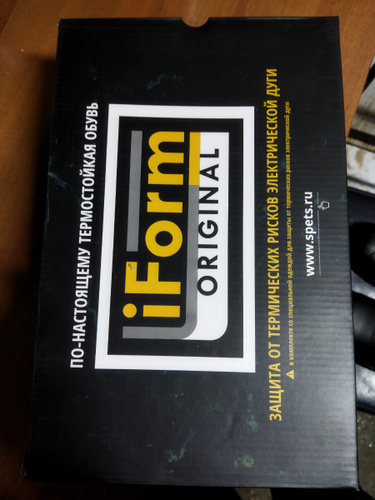 ПО-НАСТОЯЩЕМУ ТЕРМОСТОЙКАЯ ОБУВЬ
iForm
ORIGINAL
ЗАЩИТА ОТ ТЕРМИЧЕСКИХ РИСКОВ ЭЛЕКТРИЧЕСКОЙ ДУГИ
в комплекте со специальной одеждой для защиты от термических рисков электрической дуги
www.spets.ru